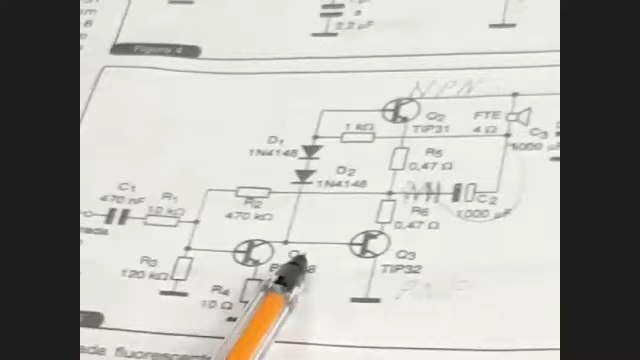 Figura 4
2,2 µF
NPN
Q2
TIP31
FTE
4 Ω
C3
1000 µF
1 kΩ
D1
1N4148
D2
1N4148
R5
0,47 Ω
C1
470 nF
R1
10 kΩ
R2
470 kΩ
R6
0,47 Ω
C2
1000 µF
R3
120 kΩ
R4
10 Ω
Q3
TIP32
ada fluorescent